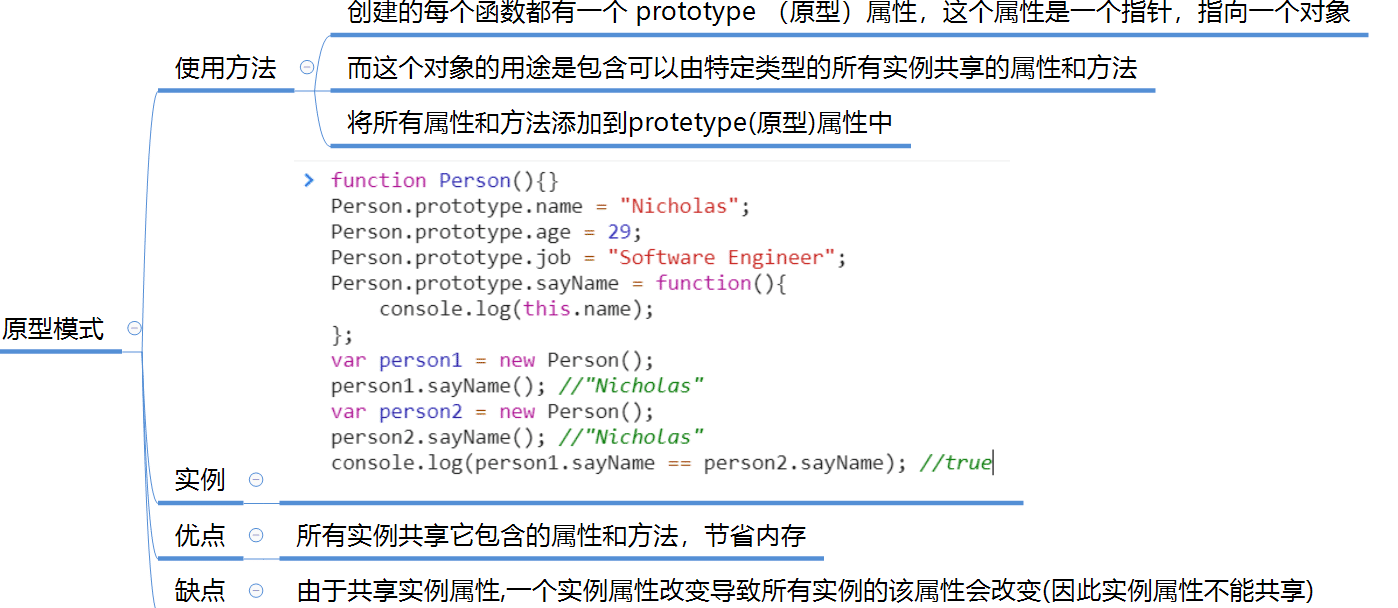 创建的每个函数都有一个 prototype （原型）属性，这个属性是一个指针，指向一个对象
使用方法
而这个对象的用途是包含可以由特定类型的所有实例共享的属性和方法
将所有属性和方法添加到protetype(原型)属性中
function Person(){}
Person.prototype.name = "Nicholas";
Person.prototype.age = 29;
Person.prototype.job = "Software Engineer";
Person.prototype.sayName = function(){
    console.log(this.name);
};
原型模式
var person1 = new Person();
person1.sayName(); //"Nicholas"
var person2 = new Person();
person2.sayName(); //"Nicholas"
console.log(person1.sayName == person2.sayName); //true
实例
优点
所有实例共享它包含的属性和方法，节省内存
缺点
由于共享实例属性,一个实例属性改变导致所有实例的该属性会改变(因此实例属性不能共享)